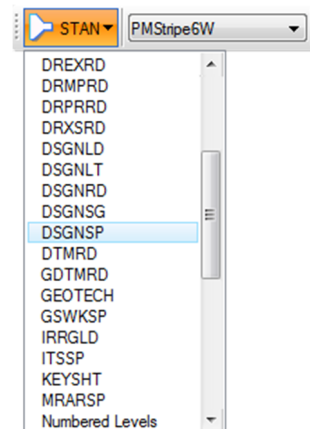 STAN PMStripe6W
DREXRD
DRMPRD
DRPRRD
DRXSRD
DSGNLD
DSGNLT
DSGNRD
DSGNSG
DSGNSP
DTMRD
GDTMRD
GEOTECH
GSWKSP
IRRGLD
ITSSP
KEYSHT
MRARSP
Numbered Levels